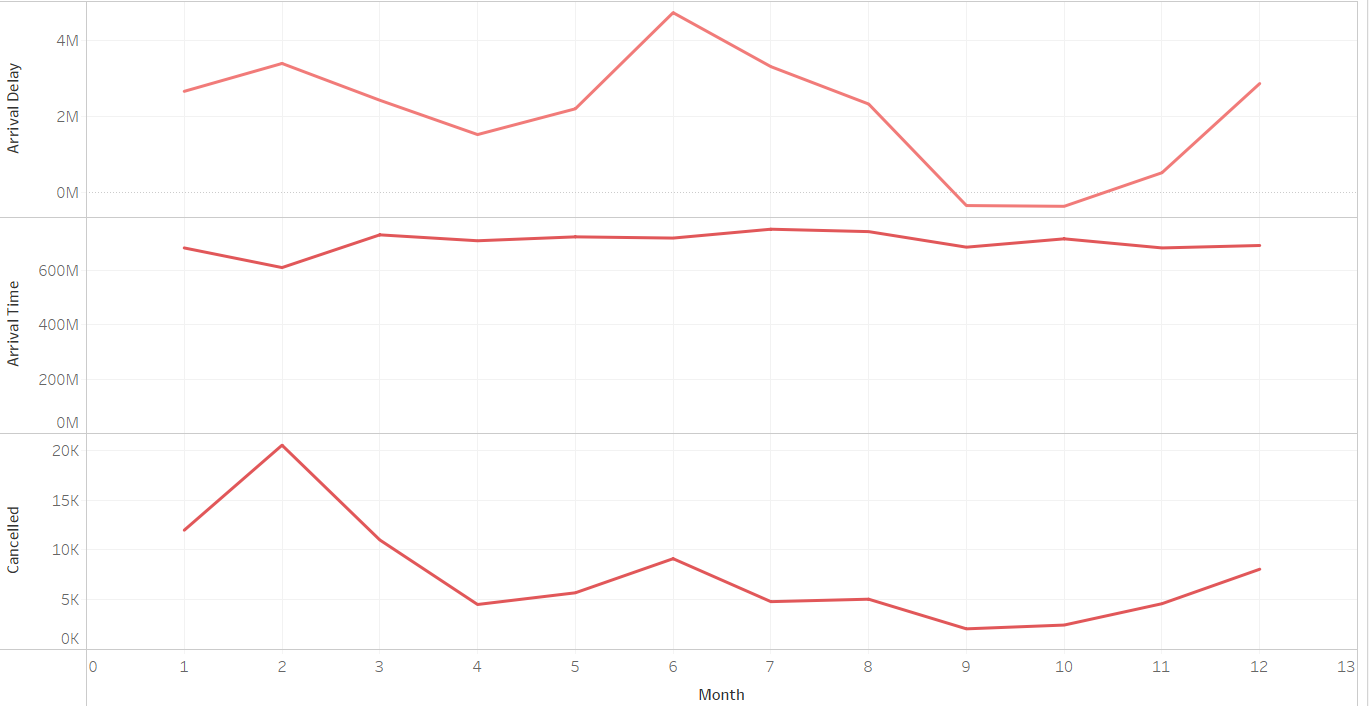 Arrival Delay
4M
2M
0M
Arrival Time
600M
400M
200M
0M
Cancelled
20K
15K
10K
5K
0K
0 1 2 3 4 5 6 7 8 9 10 11 12 13
Month